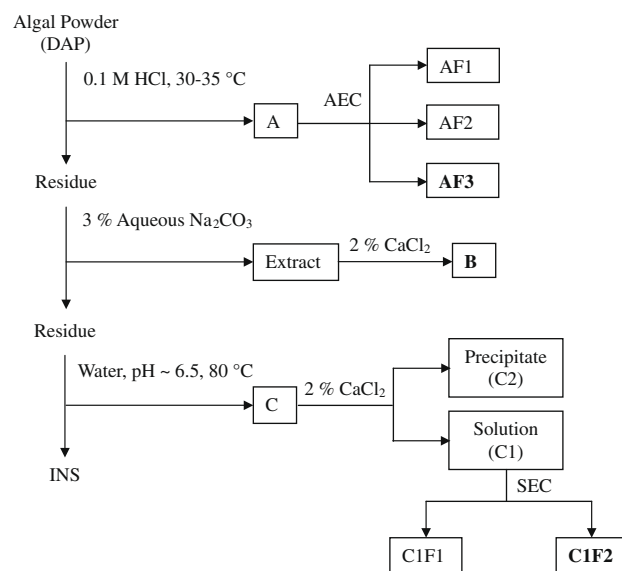 Algal Powder
(DAP)
0.1 M HCl, 30-35 °C
A
AEC
AF1
AF2
AF3
Residue
3 % Aqueous Na₂CO₃
Extract
2 % CaCl₂
B
Residue
Water, pH ~ 6.5, 80 °C
C
2 % CaCl₂
Precipitate
(C2)
Solution
(C1)
INS
SEC
C1F1
C1F2